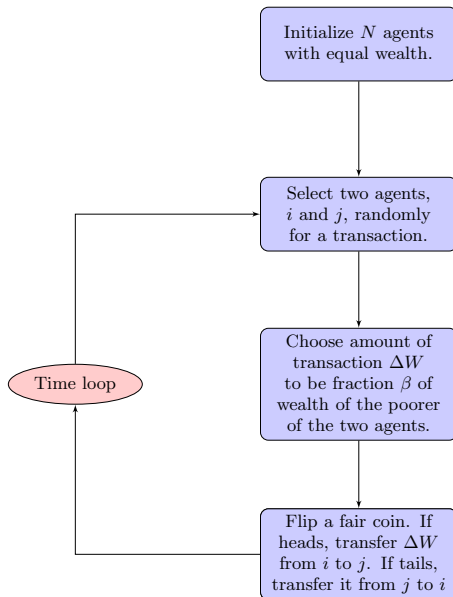 Initialize N agents
with equal wealth.
Select two agents,
i and j, randomly
for a transaction.
Choose amount of
transaction ΔW
to be fraction β of
wealth of the poorer
of the two agents.
Time loop
Flip a fair coin. If
heads, transfer ΔW
from i to j. If tails,
transfer it from j to i